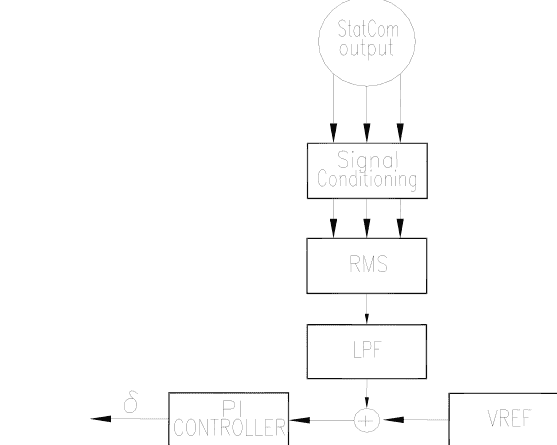 StatCom
output
Signal
Conditioning
RMS
LPF
δ
PI
CONTROLLER
+
VREF